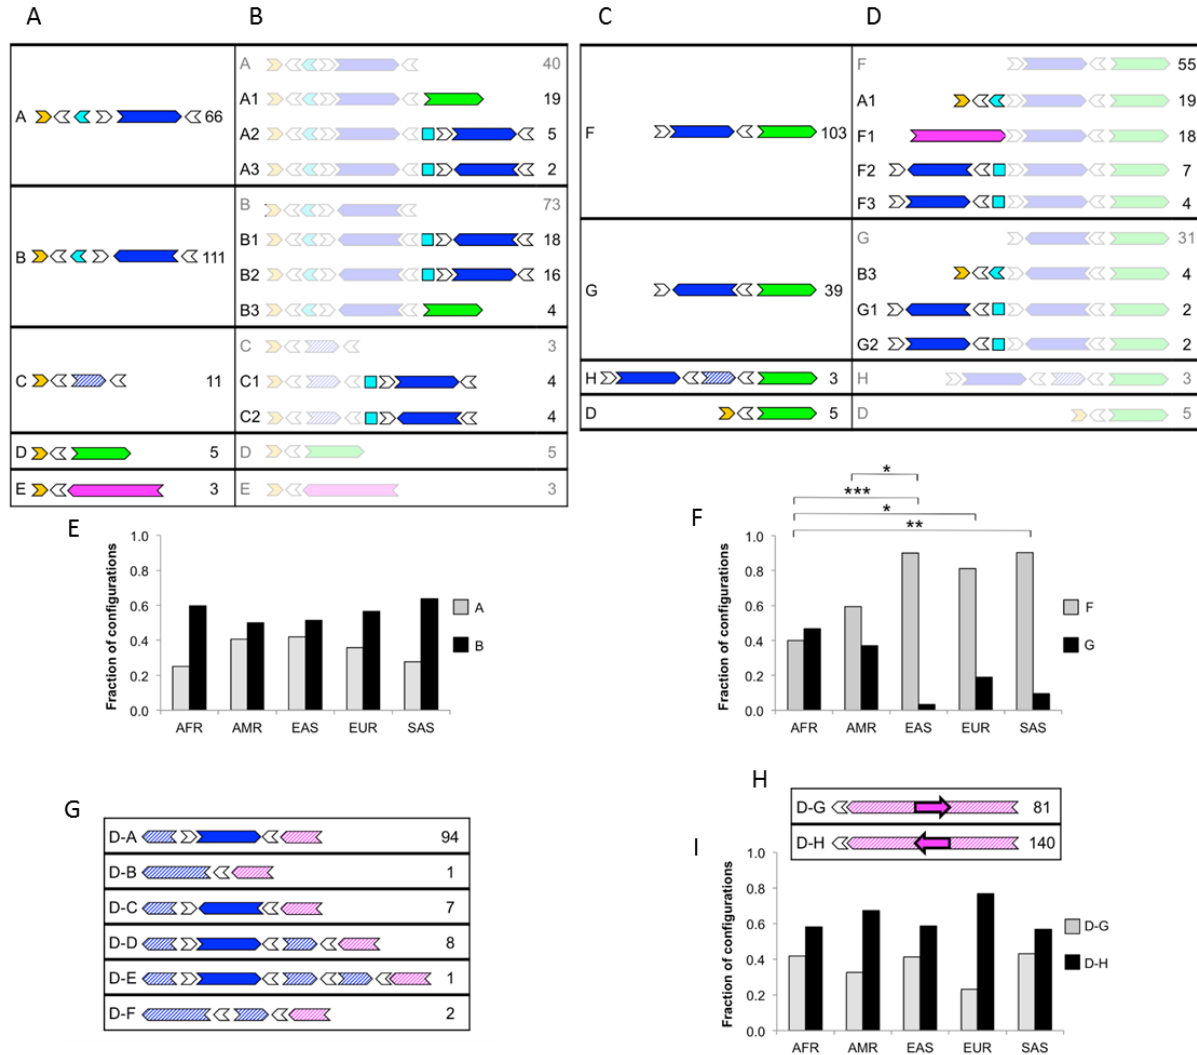 A
B
A 66
A 40
A1 19
A2 5
A3 2
B 111
B 73
B1 18
B2 16
B3 4
C 11
C 3
C1 4
C2 4
D 5
D 5
E 3
E 3
C
D
F 103
F 55
A1 19
F1 18
F2 7
F3 4
G 39
G 31
B3 4
G1 2
G2 2
H 3
H 3
D 5
D 5
E
Fraction of configurations
1.0
0.8
0.6
0.4
0.2
0.0
AFR AMR EAS EUR SAS
A
B
F
*
***
*
**
Fraction of configurations
1.0
0.8
0.6
0.4
0.2
0.0
AFR AMR EAS EUR SAS
F
G
G
D-A 94
D-B 1
D-C 7
D-D 8
D-E 1
D-F 2
H
D-G 81
D-H 140
I
Fraction of configurations
1.0
0.8
0.6
0.4
0.2
0.0
AFR AMR EAS EUR SAS
D-G
D-H